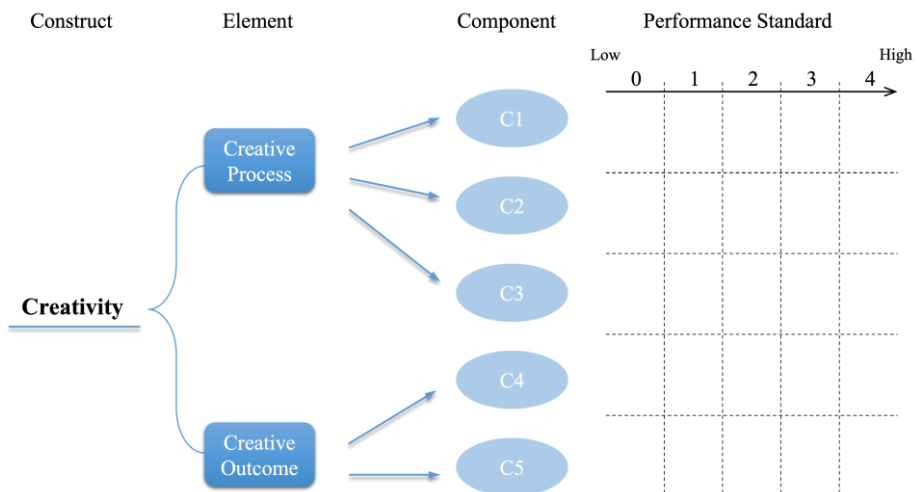 Construct
Element
Component
Performance Standard
Low
High
0 1 2 3 4
C1
Creative
Process
C2
C3
Creativity
C4
Creative
Outcome
C5